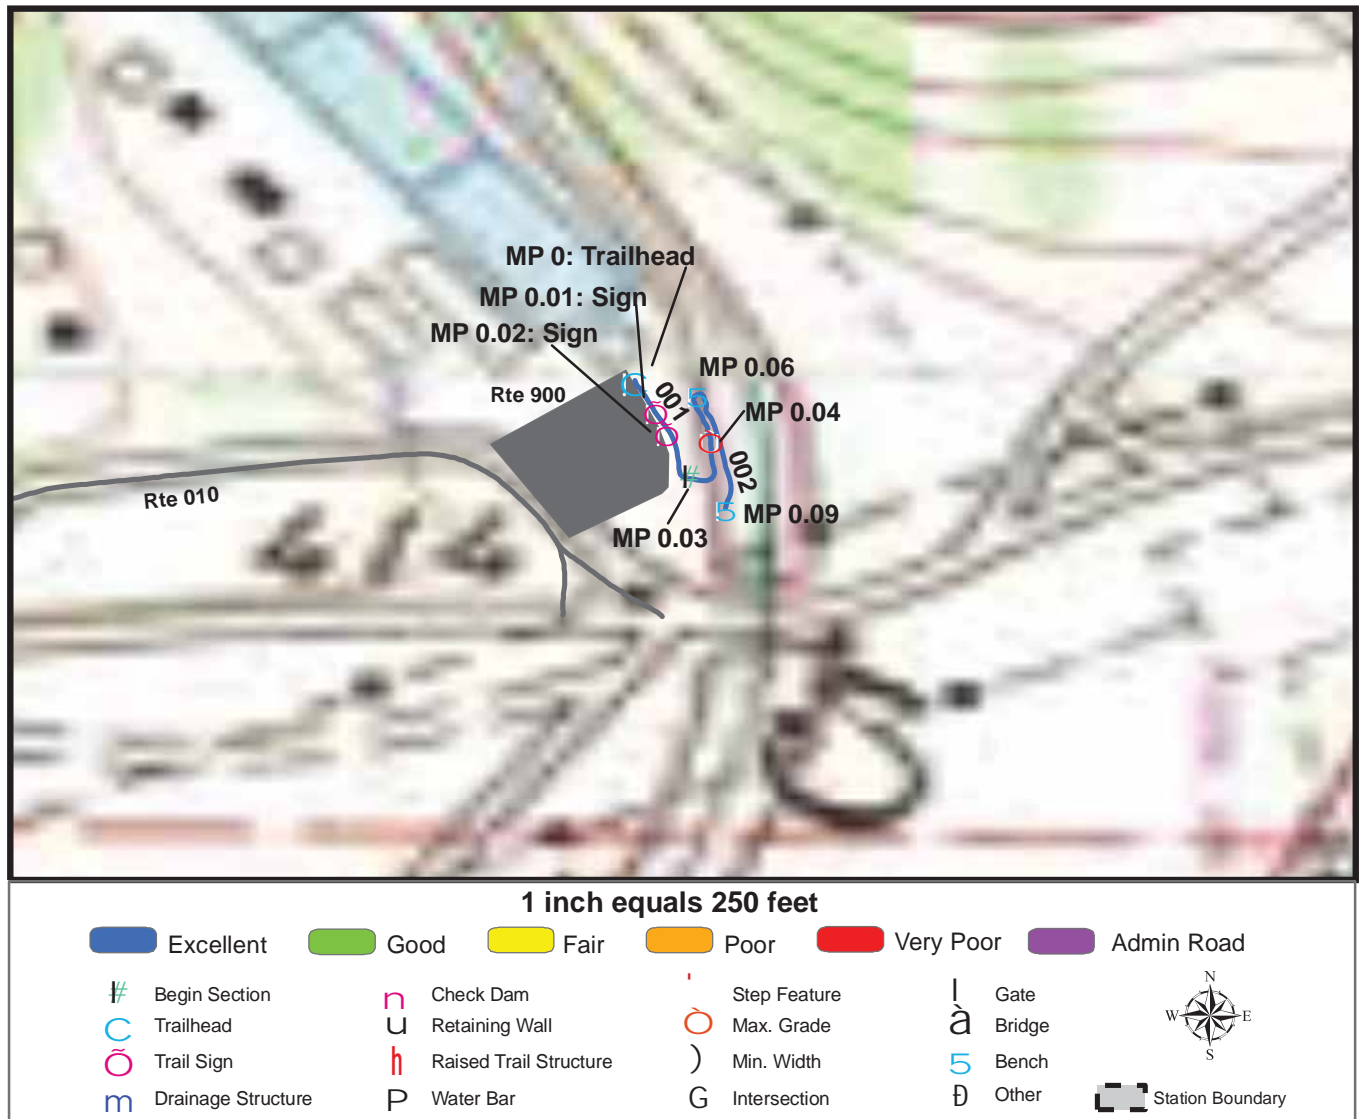 MP 0: Trailhead
MP 0.01: Sign
MP 0.02: Sign
MP 0.06
Rte 900
001
MP 0.04
002
Rte 010
MP 0.09
MP 0.03
414
1 inch equals 250 feet
Excellent
Good
Fair
Poor
Very Poor
Admin Road
Begin Section
Check Dam
Step Feature
Gate
Trailhead
Retaining Wall
Max. Grade
Bridge
Trail Sign
Raised Trail Structure
Min. Width
Bench
Drainage Structure
Water Bar
Intersection
Other
Station Boundary
N
W
E
S